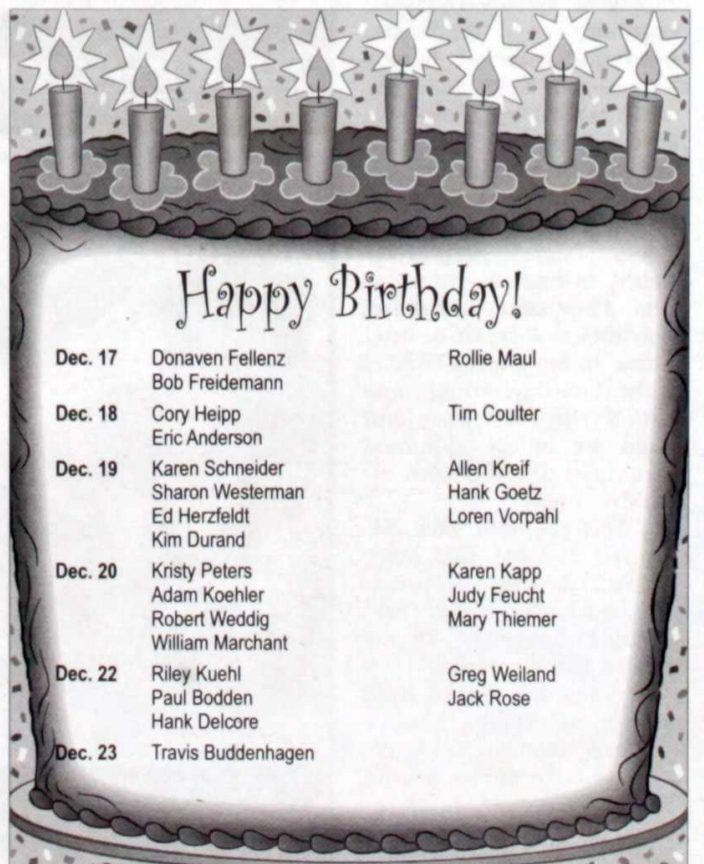 Happy Birthday!
Dec. 17 Donaven Fellenz Rollie Maul
Bob Freidemann
Dec. 18 Cory Heipp Tim Coulter
Eric Anderson
Dec. 19 Karen Schneider Allen Kreif
Sharon Westerman Hank Goetz
Ed Herzfeldt Loren Vorpahl
Kim Durand
Dec. 20 Kristy Peters Karen Kapp
Adam Koehler Judy Feucht
Robert Weddig Mary Thiemer
William Marchant
Dec. 22 Riley Kuehl Greg Weiland
Paul Bodden Jack Rose
Hank Delcore
Dec. 23 Travis Buddenhagen